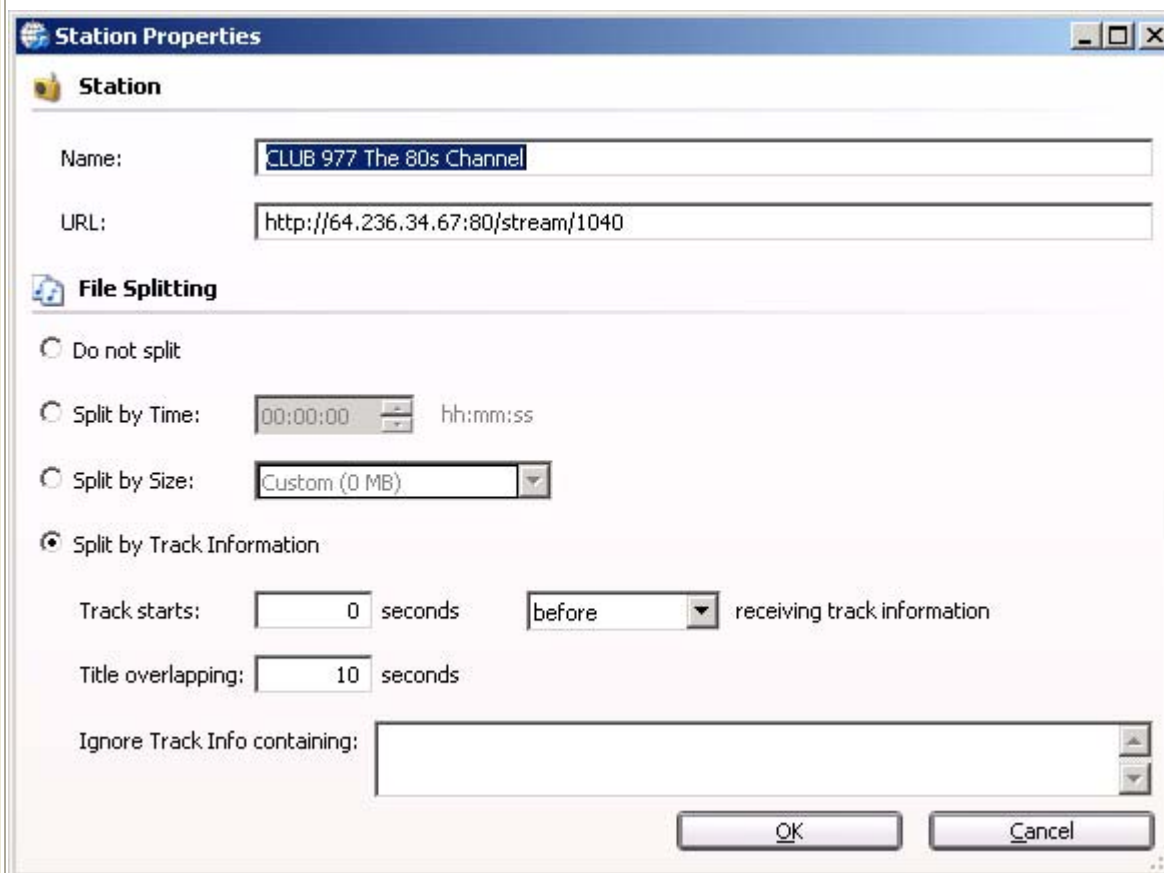 Station Properties
Station
Name: CLUB 977 The 80s Channel
URL: http://64.236.34.67:80/stream/1040
File Splitting
Do not split
Split by Time: 00:00:00 hh:mm:ss
Split by Size: Custom (0 MB)
Split by Track Information
Track starts: 0 seconds before receiving track information
Title overlapping: 10 seconds
Ignore Track Info containing:
OK Cancel